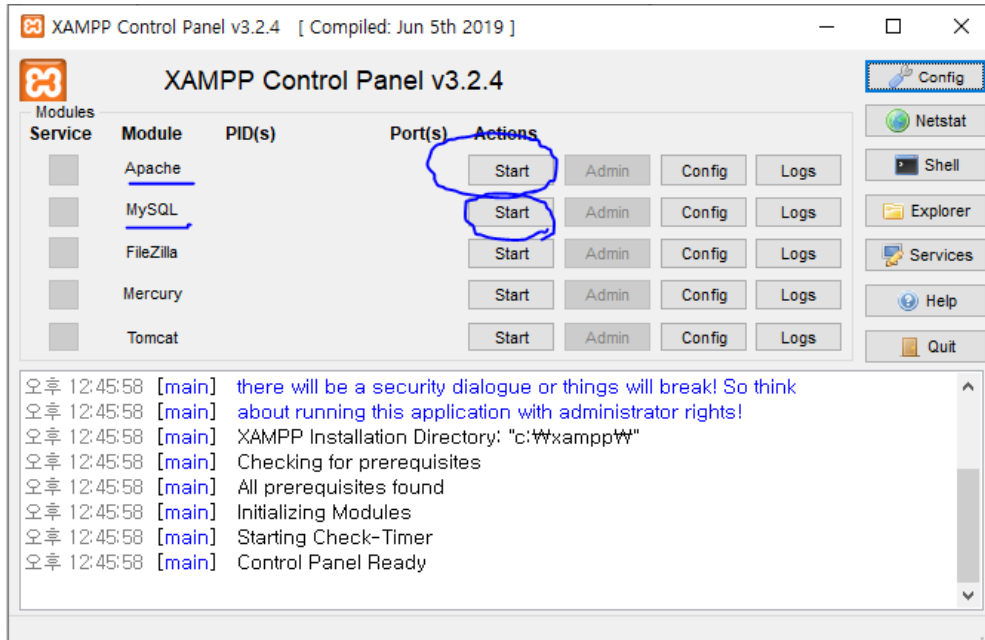 XAMPP Control Panel v3.2.4 [ Compiled: Jun 5th 2019 ]
XAMPP Control Panel v3.2.4
Config
Modules
Service Module PID(s) Port(s) Actions
Netstat
Apache Start Admin Config Logs
Shell
MySQL Start Admin Config Logs
Explorer
FileZilla Start Admin Config Logs
Services
Mercury Start Admin Config Logs
Help
Tomcat Start Admin Config Logs
Quit
오후 12:45:58 [main] there will be a security dialogue or things will break! So think
오후 12:45:58 [main] about running this application with administrator rights!
오후 12:45:58 [main] XAMPP Installation Directory: "c:₩xampp₩"
오후 12:45:58 [main] Checking for prerequisites
오후 12:45:58 [main] All prerequisites found
오후 12:45:58 [main] Initializing Modules
오후 12:45:58 [main] Starting Check-Timer
오후 12:45:58 [main] Control Panel Ready